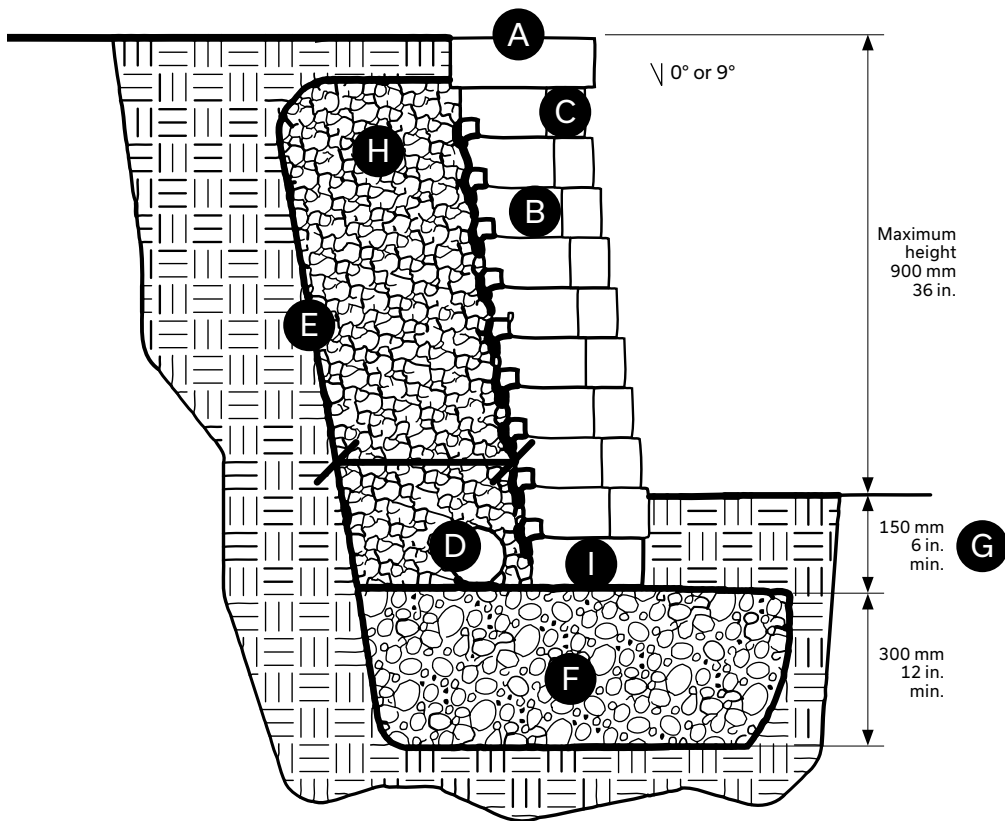 A
0° or 9°
C
H
B
Maximum
height
900 mm
36 in.
E
150 mm
6 in.
min.
G
D
I
F
300 mm
12 in.
min.